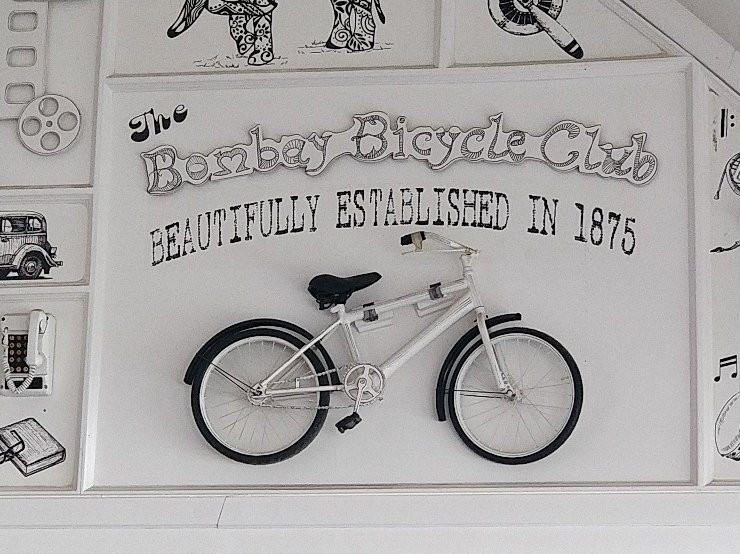 The
Bombay Bicycle Club
BEAUTIFULLY ESTABLISHED IN 1875